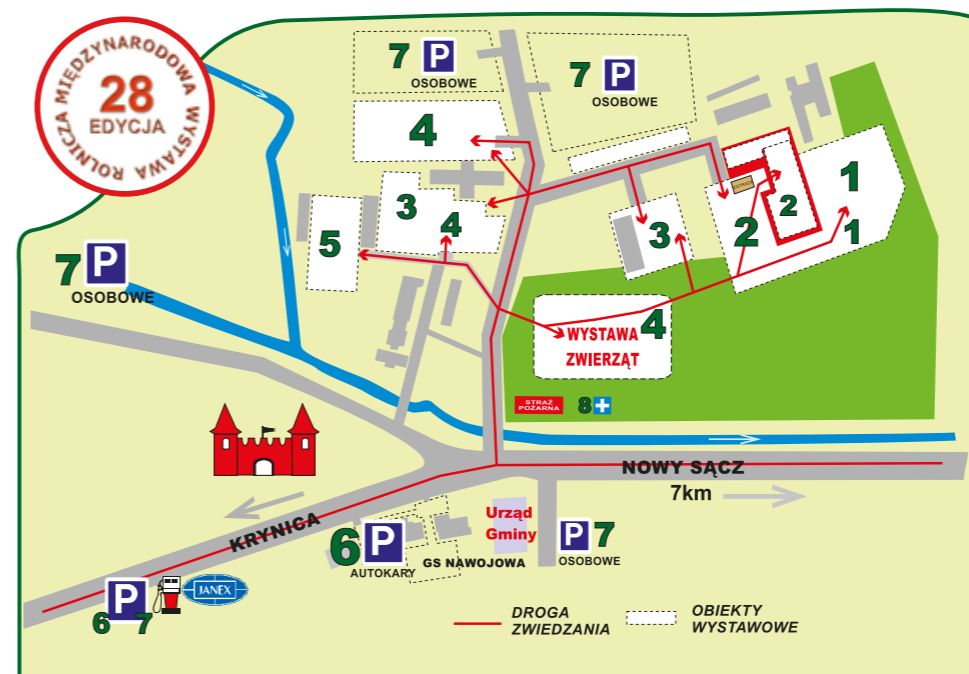 MIĘDZYNARODOWA WYSTAWA ROLNICZA
28
EDYCJA
7 P
OSOBOWE
7 P
OSOBOWE
4
3
4
5
1
2
2
1
3
7 P
OSOBOWE
WYSTAWA 4
ZWIERZĄT
STRAŻ
POŻARNA
8
NOWY SĄCZ
7km
KRYNICA
6 P
AUTOKARY
GS NAWOJOWA
Urząd
Gminy
P 7
OSOBOWE
P
6 7
JANEX
DROGA
ZWIEDZANIA
OBIEKTY
WYSTAWOWE